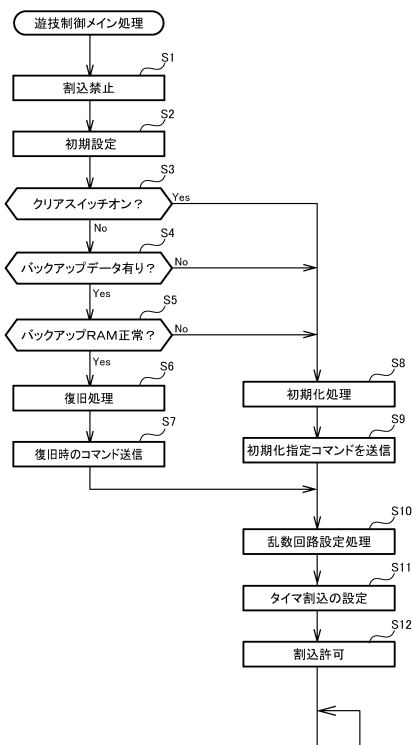 遊技制御メイン処理
S1
割込禁止
S2
初期設定
S3
クリアスイッチオン?
Yes
No
S4
バックアップデータ有り?
No
Yes
S5
バックアップRAM正常?
No
Yes
S6
復旧処理
S7
復旧時のコマンド送信
S8
初期化処理
S9
初期化指定コマンドを送信
S10
乱数回路設定処理
S11
タイマ割込の設定
S12
割込許可